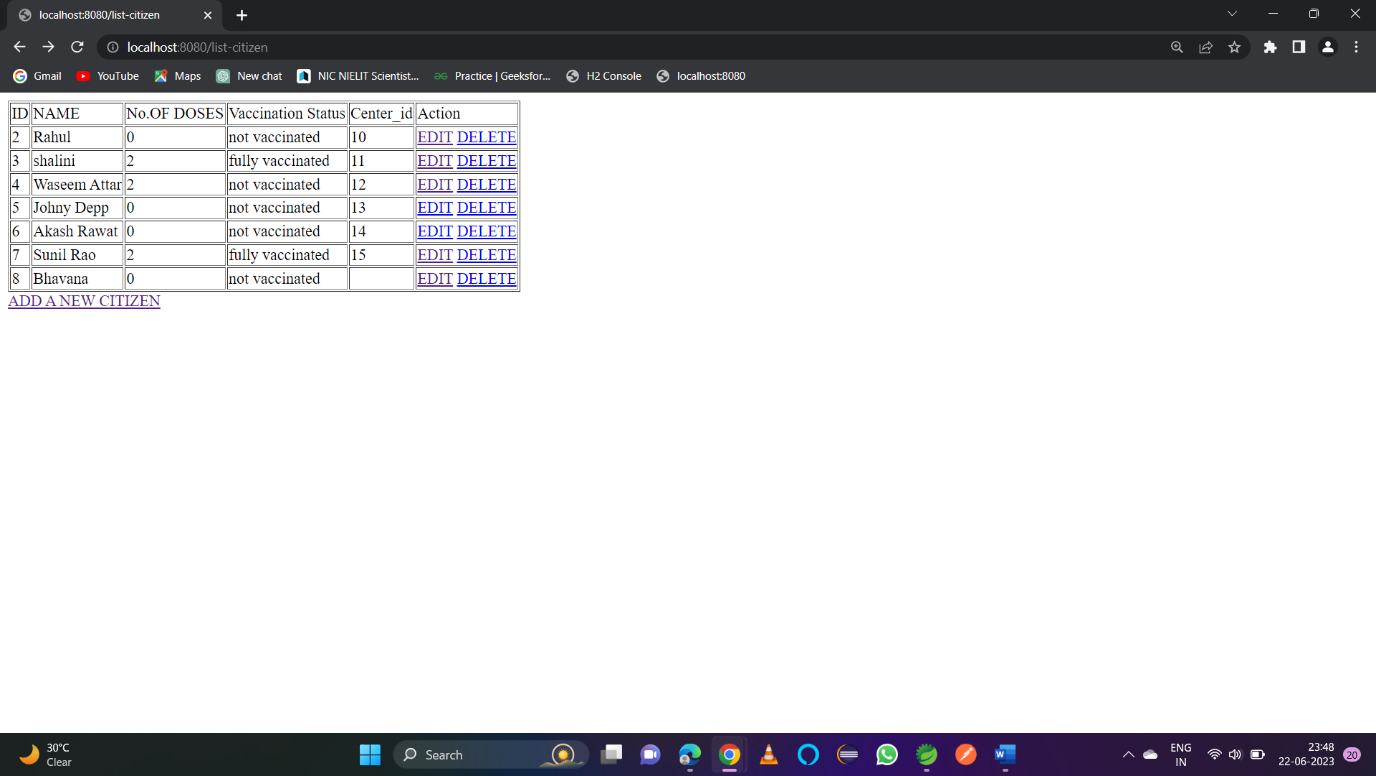 localhost:8080/list-citizen
localhost:8080/list-citizen
Gmail YouTube Maps New chat NIC NIELIT Scientist... Practice | Geeksfor... H2 Console localhost:8080
ID NAME No.OF DOSES Vaccination Status Center_id Action
2 Rahul 0 not vaccinated 10 EDIT DELETE
3 shalini 2 fully vaccinated 11 EDIT DELETE
4 Waseem Attar 2 not vaccinated 12 EDIT DELETE
5 Johny Depp 0 not vaccinated 13 EDIT DELETE
6 Akash Rawat 0 not vaccinated 14 EDIT DELETE
7 Sunil Rao 2 fully vaccinated 15 EDIT DELETE
8 Bhavana 0 not vaccinated EDIT DELETE
ADD A NEW CITIZEN
30°C
Clear
Search
ENG
IN
23:48
22-06-2023
20